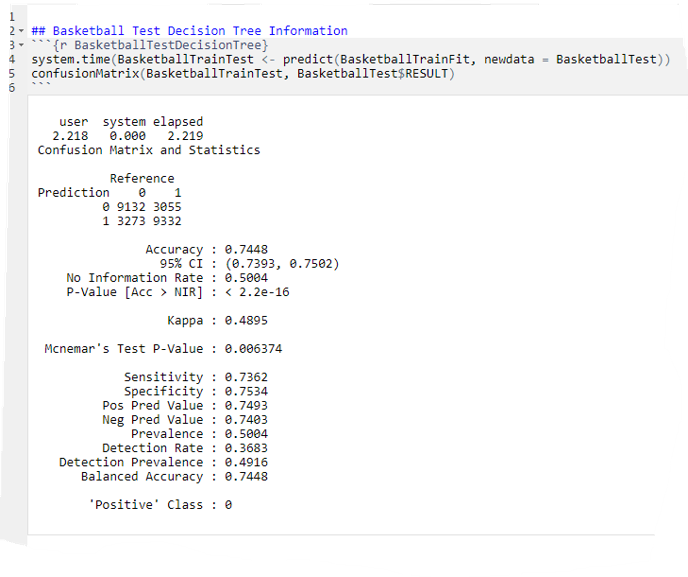 1
2 ## Basketball Test Decision Tree Information
3 ```{r BasketballTestDecisionTree}
4 system.time(BasketballTrainTest <- predict(BasketballTrainFit, newdata = BasketballTest))
5 confusionMatrix(BasketballTrainTest, BasketballTest$RESULT)
6 ```
user system elapsed
2.218 0.000 2.219
Confusion Matrix and Statistics
Reference
Prediction 0 1
0 9132 3055
1 3273 9332
Accuracy : 0.7448
95% CI : (0.7393, 0.7502)
No Information Rate : 0.5004
P-Value [Acc > NIR] : < 2.2e-16
Kappa : 0.4895
Mcnemar's Test P-Value : 0.006374
Sensitivity : 0.7362
Specificity : 0.7534
Pos Pred Value : 0.7493
Neg Pred Value : 0.7403
Prevalence : 0.5004
Detection Rate : 0.3683
Detection Prevalence : 0.4916
Balanced Accuracy : 0.7448
'Positive' Class : 0